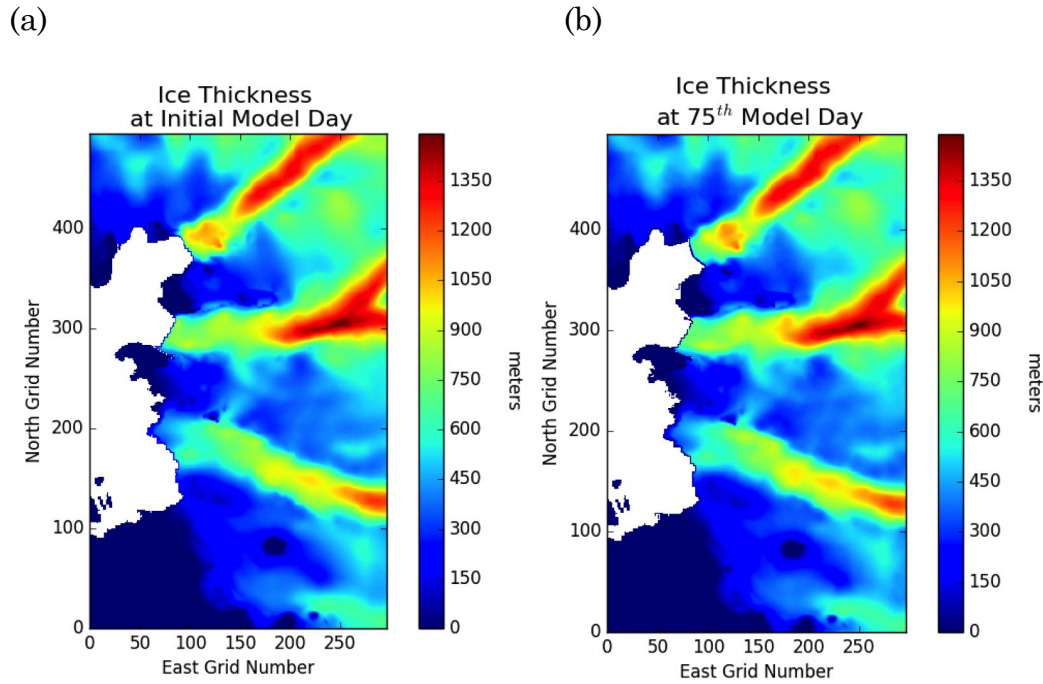 (a)
Ice Thickness
at Initial Model Day
0 50 100 150 200 250
0
100
200
300
400
North Grid Number
East Grid Number
1350
1200
1050
900
750
600
450
300
150
0
meters
(b)
Ice Thickness
at 75th Model Day
0 50 100 150 200 250
0
100
200
300
400
North Grid Number
East Grid Number
1350
1200
1050
900
750
600
450
300
150
0
meters